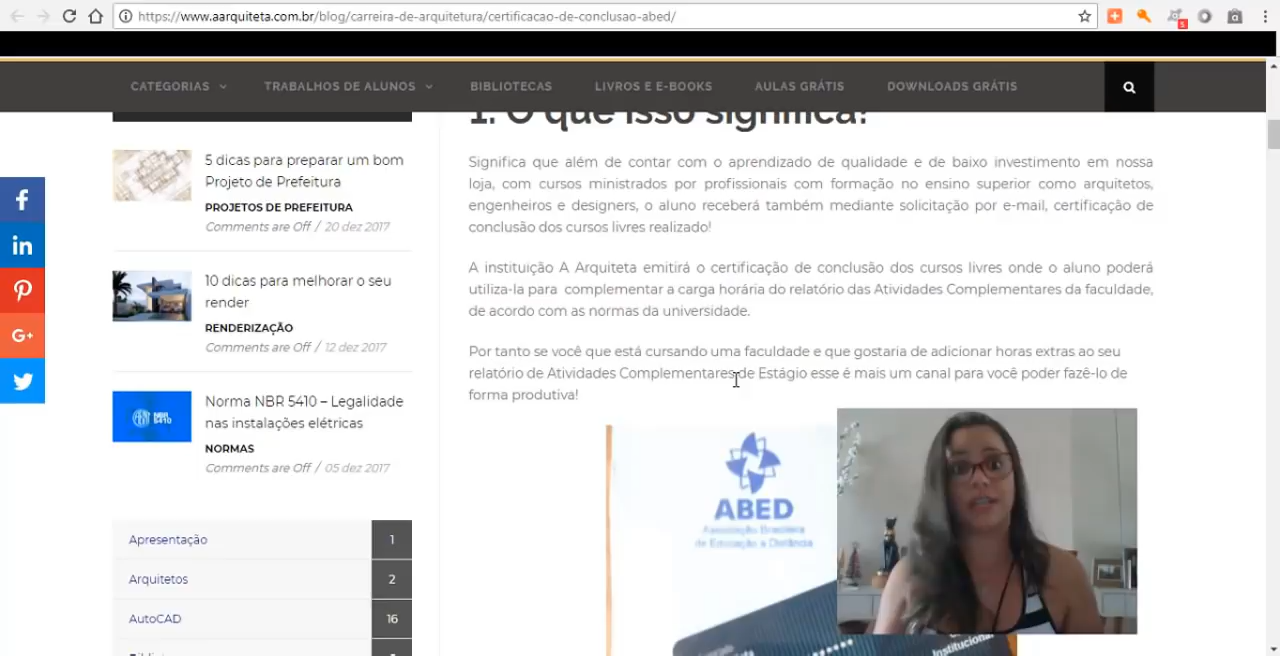 https://www.aarquiteta.com.br/blog/carreira-de-arquitetura/certificacao-de-conclusao-abed/
5
CATEGORIAS
TRABALHOS DE ALUNOS
BIBLIOTECAS
LIVROS E E-BOOKS
AULAS GRÁTIS
DOWNLOADS GRÁTIS
1. O que isso significa?
5 dicas para preparar um bom
Projeto de Prefeitura
PROJETOS DE PREFEITURA
Comments are Off / 20 dez 2017
10 dicas para melhorar o seu
render
RENDERIZAÇÃO
Comments are Off / 12 dez 2017
Norma NBR 5410 – Legalidade
nas instalações elétricas
NORMAS
Comments are Off / 05 dez 2017
ABNT NBR 5410
Apresentação 1
Arquitetos 2
AutoCAD 16
Significa que além de contar com o aprendizado de qualidade e de baixo investimento em nossa
loja, com cursos ministrados por profissionais com formação no ensino superior como arquitetos,
engenheiros e designers, o aluno receberá também mediante solicitação por e-mail, certificação de
conclusão dos cursos livres realizado!
A instituição A Arquiteta emitirá o certificação de conclusão dos cursos livres onde o aluno poderá
utiliza-la para complementar a carga horária do relatório das Atividades Complementares da faculdade,
de acordo com as normas da universidade.
Por tanto se você que está cursando uma faculdade e que gostaria de adicionar horas extras ao seu
relatório de Atividades Complementares de Estágio esse é mais um canal para você poder fazê-lo de
forma produtiva!
ABED
Associação Brasileira
de Educação a Distância
Institucional